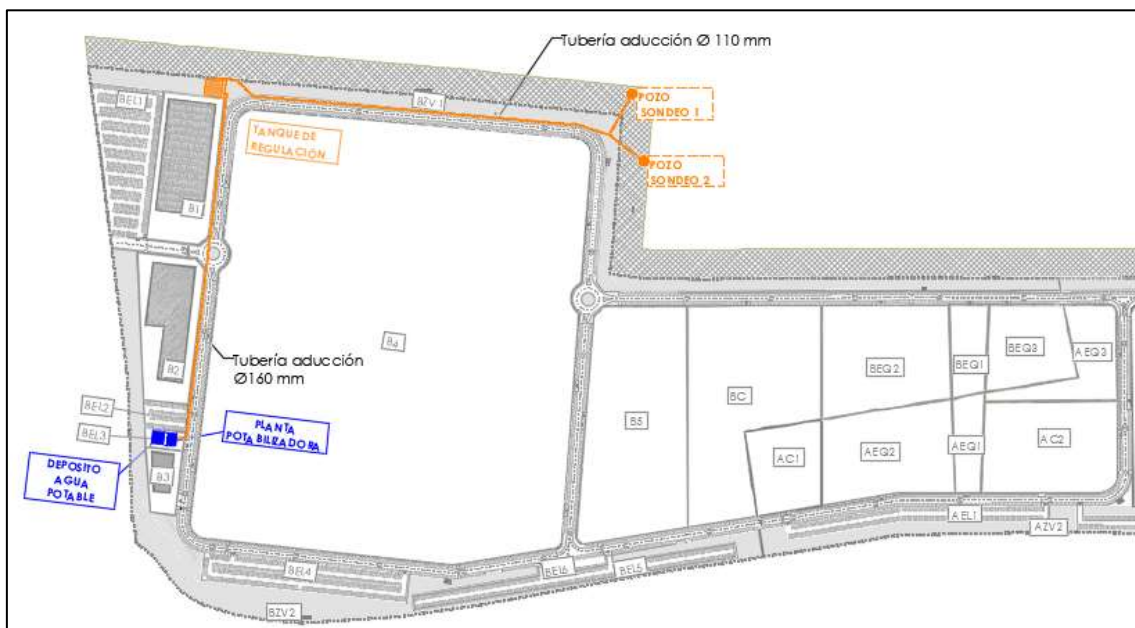 Tubería aducción Ø 110 mm
BEL1
BZV 1
POZO
SONDEO 1
TANQUE DE
REGULACIÓN
POZO
SONDEO 2
B1
B4
Tubería aducción
Ø160 mm
B2
BEL2
BEL3
PLANTA
POTABILIZADORA
DEPOSITO
AGUA
POTABLE
B3
B5
BC
BEQ2
BEQ1
BEQ3
AEQ3
AC1
AEQ2
AEQ1
AC2
AEL1
AZV2
BEL4
BEL6
BEL5
BZV2